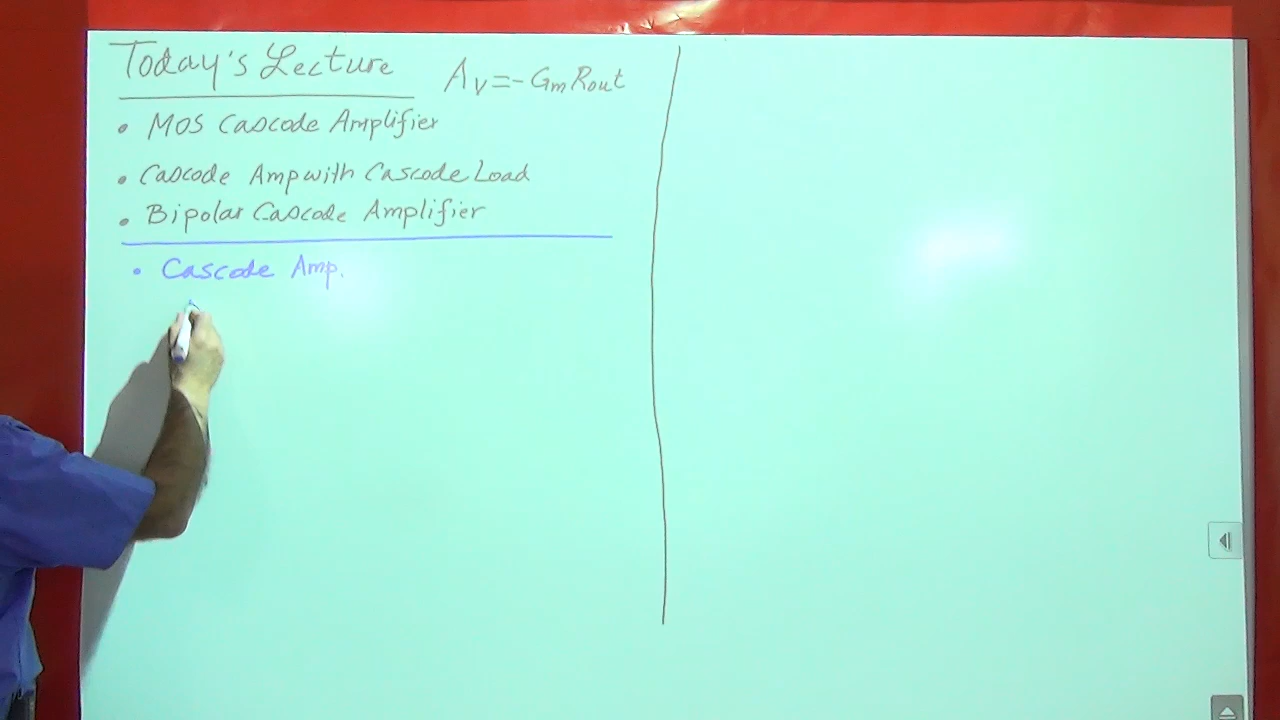 Today's Lecture
Av=-GmRout
• MOS Cascode Amplifier
• Cascode Amp with Cascode Load
• Bipolar Cascode Amplifier
• Cascode Amp.